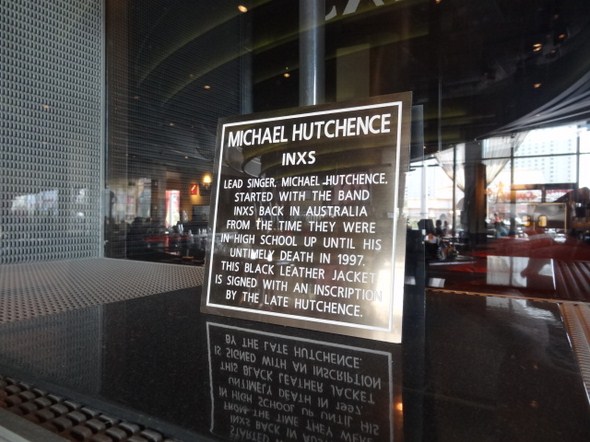 MICHAEL HUTCHENCE
INXS
LEAD SINGER, MICHAEL HUTCHENCE,
STARTED WITH THE BAND
INXS BACK IN AUSTRALIA
FROM THE TIME THEY WERE
IN HIGH SCHOOL UP UNTIL HIS
UNTIMELY DEATH IN 1997.
THIS BLACK LEATHER JACKET
IS SIGNED WITH AN INSCRIPTION
BY THE LATE HUTCHENCE.